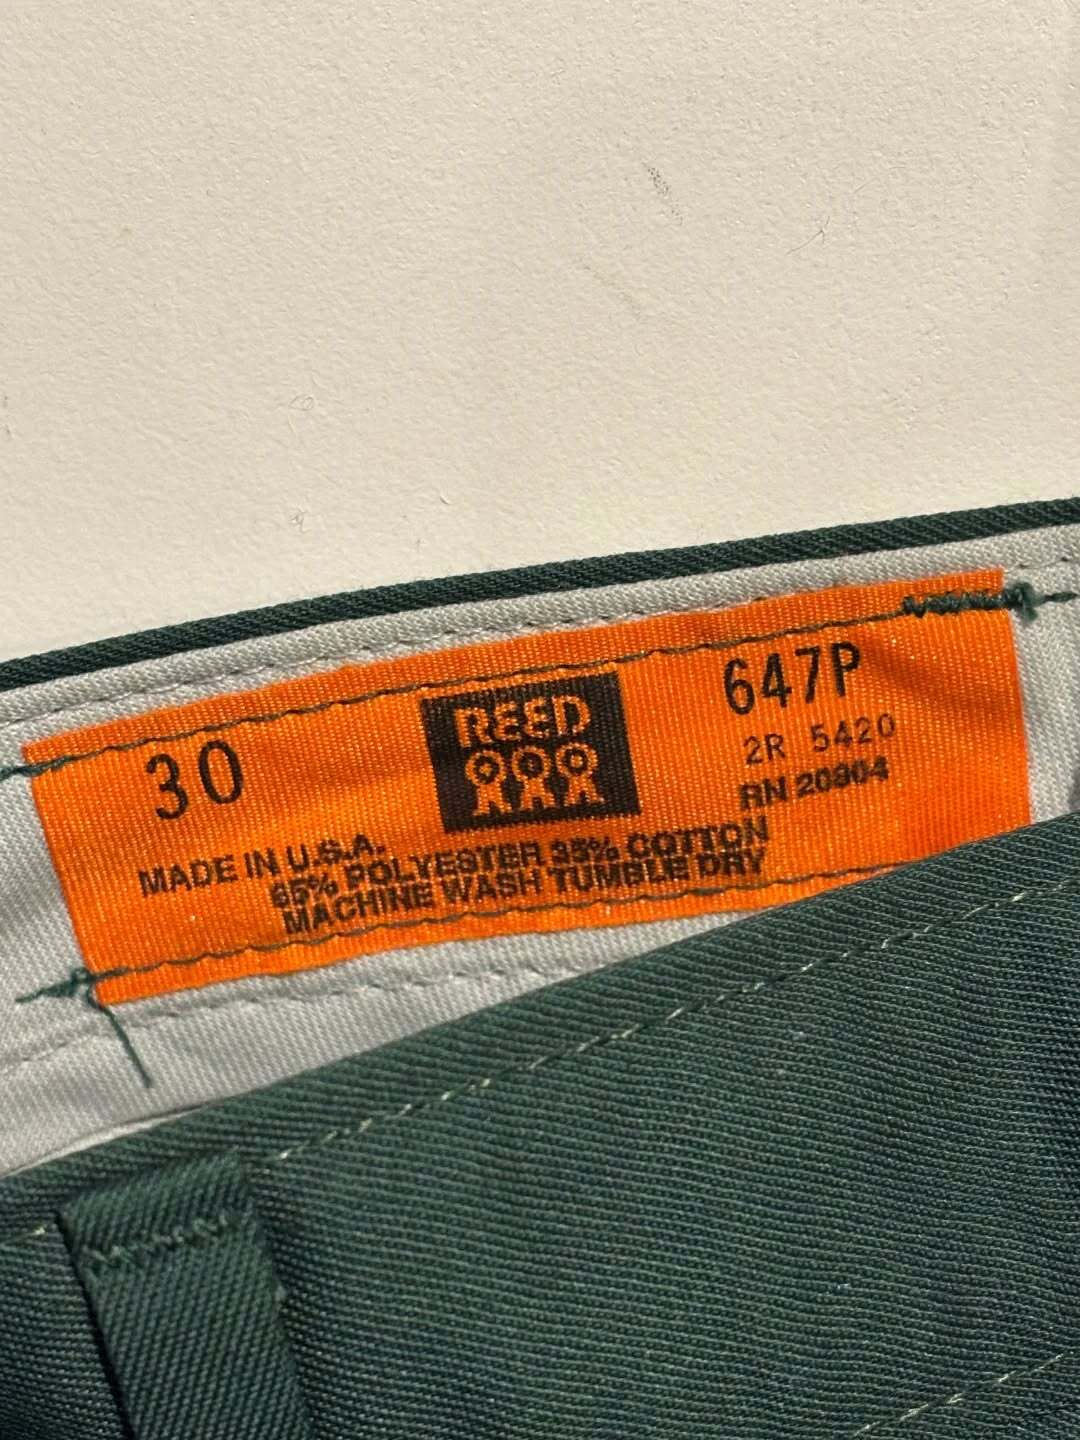 30
REED
647P
2R 5420
RN 20904
MADE IN U.S.A.
65% POLYESTER 35% COTTON
MACHINE WASH TUMBLE DRY